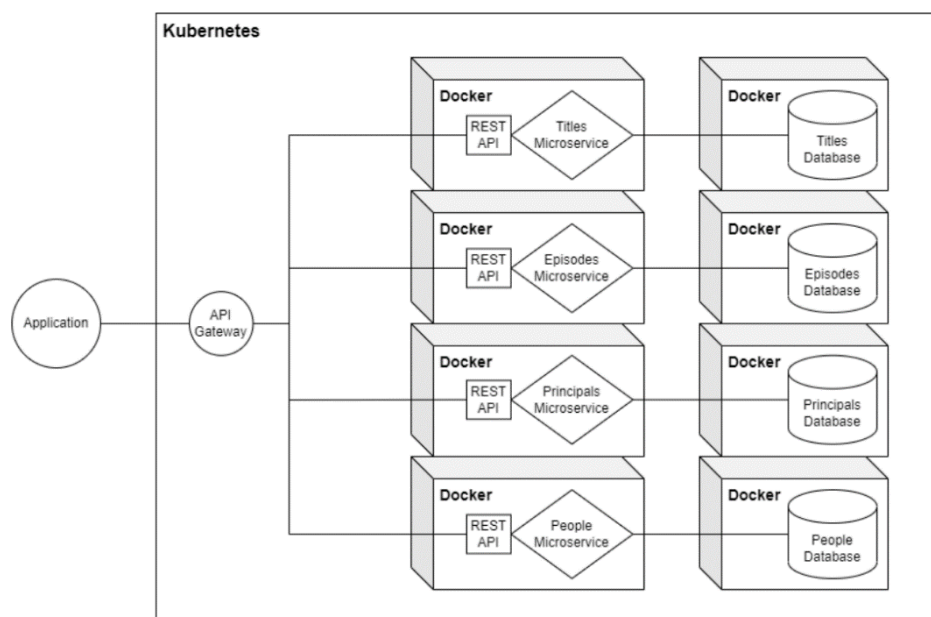 Kubernetes
Docker
REST
API
Titles
Microservice
Docker
Titles
Database
Docker
REST
API
Episodes
Microservice
Docker
Episodes
Database
Application
API
Gateway
Docker
REST
API
Principals
Microservice
Docker
Principals
Database
Docker
REST
API
People
Microservice
Docker
People
Database